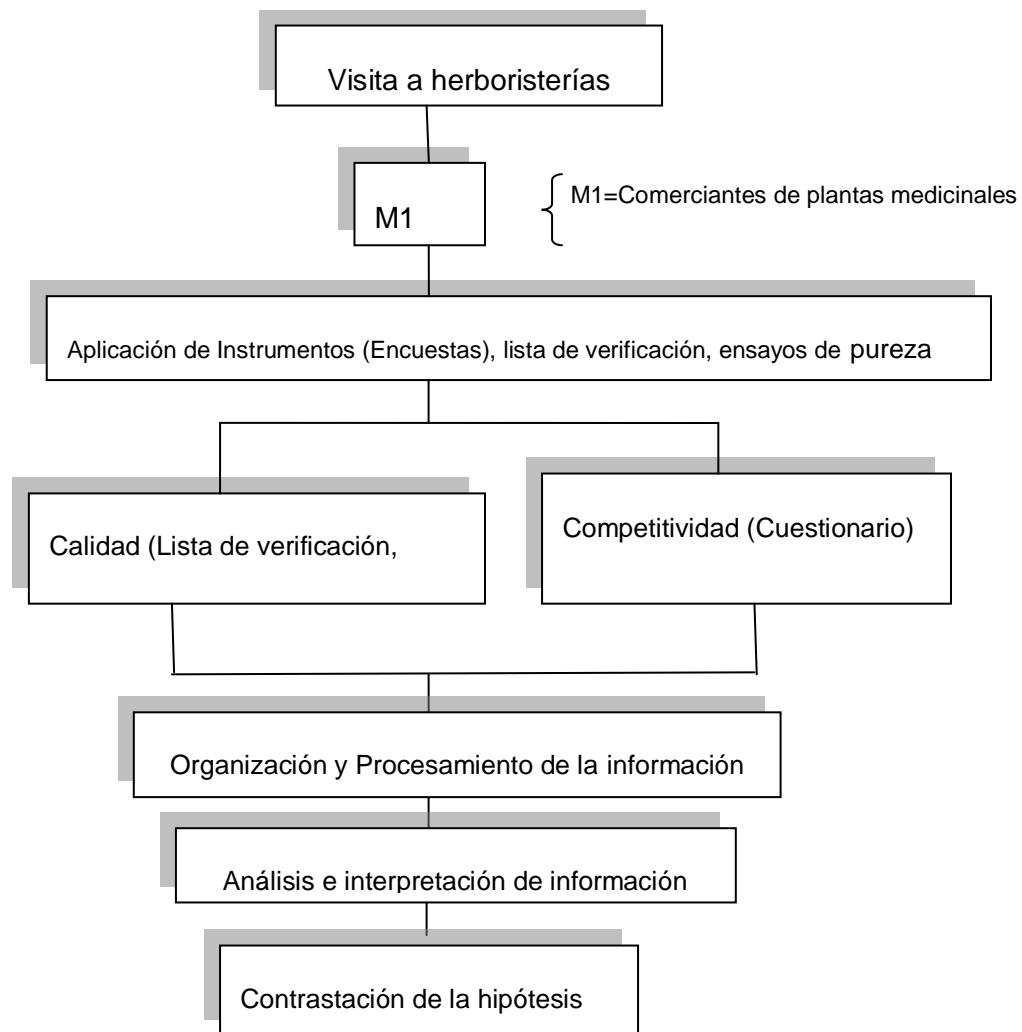 Visita a herboristerías
M1
M1=Comerciantes de plantas medicinales
Aplicación de Instrumentos (Encuestas), lista de verificación, ensayos de pureza
Calidad (Lista de verificación,
Competitividad (Cuestionario)
Organización y Procesamiento de la información
Análisis e interpretación de información
Contrastación de la hipótesis